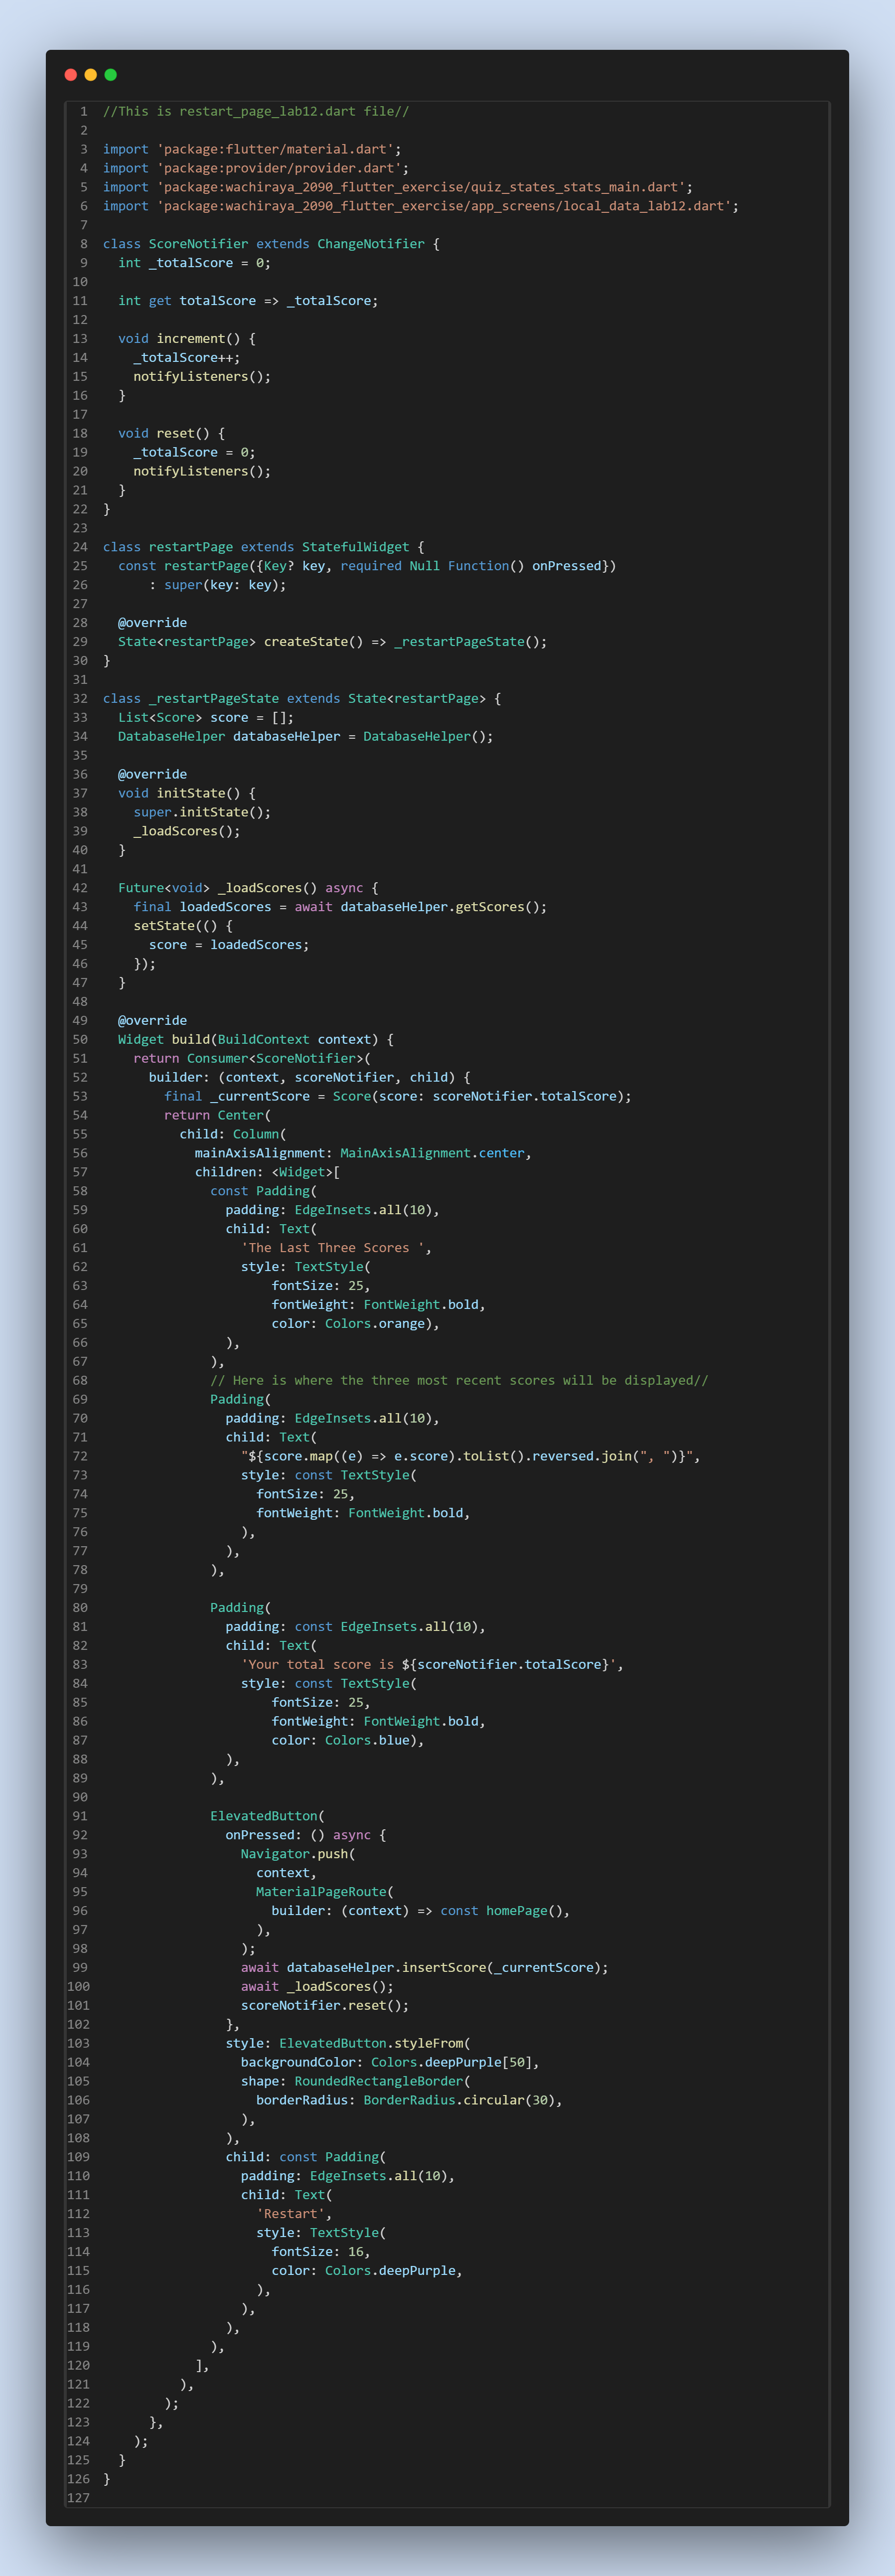 1 //This is restart_page_lab12.dart file//
2
3 import 'package:flutter/material.dart';
4 import 'package:provider/provider.dart';
5 import 'package:wachiraya_2090_flutter_exercise/quiz_states_stats_main.dart';
6 import 'package:wachiraya_2090_flutter_exercise/app_screens/local_data_lab12.dart';
7
8 class ScoreNotifier extends ChangeNotifier {
9   int _totalScore = 0;
10
11   int get totalScore => _totalScore;
12
13   void increment() {
14     _totalScore++;
15     notifyListeners();
16   }
17
18   void reset() {
19     _totalScore = 0;
20     notifyListeners();
21   }
22 }
23
24 class restartPage extends StatefulWidget {
25   const restartPage({Key? key, required Null Function() onPressed})
26       : super(key: key);
27
28   @override
29   State<restartPage> createState() => _restartPageState();
30 }
31
32 class _restartPageState extends State<restartPage> {
33   List<Score> score = [];
34   DatabaseHelper databaseHelper = DatabaseHelper();
35
36   @override
37   void initState() {
38     super.initState();
39     _loadScores();
40   }
41
42   Future<void> _loadScores() async {
43     final loadedScores = await databaseHelper.getScores();
44     setState(() {
45       score = loadedScores;
46     });
47   }
48
49   @override
50   Widget build(BuildContext context) {
51     return Consumer<ScoreNotifier>(
52       builder: (context, scoreNotifier, child) {
53         final _currentScore = Score(score: scoreNotifier.totalScore);
54         return Center(
55           child: Column(
56             mainAxisAlignment: MainAxisAlignment.center,
57             children: <Widget>[
58               const Padding(
59                 padding: EdgeInsets.all(10),
60                 child: Text(
61                   'The Last Three Scores ',
62                   style: TextStyle(
63                       fontSize: 25,
64                       fontWeight: FontWeight.bold,
65                       color: Colors.orange),
66                 ),
67               ),
68               // Here is where the three most recent scores will be displayed//
69               Padding(
70                 padding: EdgeInsets.all(10),
71                 child: Text(
72                   "${score.map((e) => e.score).toList().reversed.join(", ")}",
73                   style: const TextStyle(
74                     fontSize: 25,
75                     fontWeight: FontWeight.bold,
76                   ),
77                 ),
78               ),
79
80               Padding(
81                 padding: const EdgeInsets.all(10),
82                 child: Text(
83                   'Your total score is ${scoreNotifier.totalScore}',
84                   style: const TextStyle(
85                       fontSize: 25,
86                       fontWeight: FontWeight.bold,
87                       color: Colors.blue),
88                 ),
89               ),
90
91               ElevatedButton(
92                 onPressed: () async {
93                   Navigator.push(
94                     context,
95                     MaterialPageRoute(
96                       builder: (context) => const homePage(),
97                     ),
98                   );
99                   await databaseHelper.insertScore(_currentScore);
100                   await _loadScores();
101                   scoreNotifier.reset();
102                 },
103                 style: ElevatedButton.styleFrom(
104                   backgroundColor: Colors.deepPurple[50],
105                   shape: RoundedRectangleBorder(
106                     borderRadius: BorderRadius.circular(30),
107                   ),
108                 ),
109                 child: const Padding(
110                   padding: EdgeInsets.all(10),
111                   child: Text(
112                     'Restart',
113                     style: TextStyle(
114                       fontSize: 16,
115                       color: Colors.deepPurple,
116                     ),
117                   ),
118                 ),
119               ),
120             ],
121           ),
122         );
123       },
124     );
125   }
126 }
127